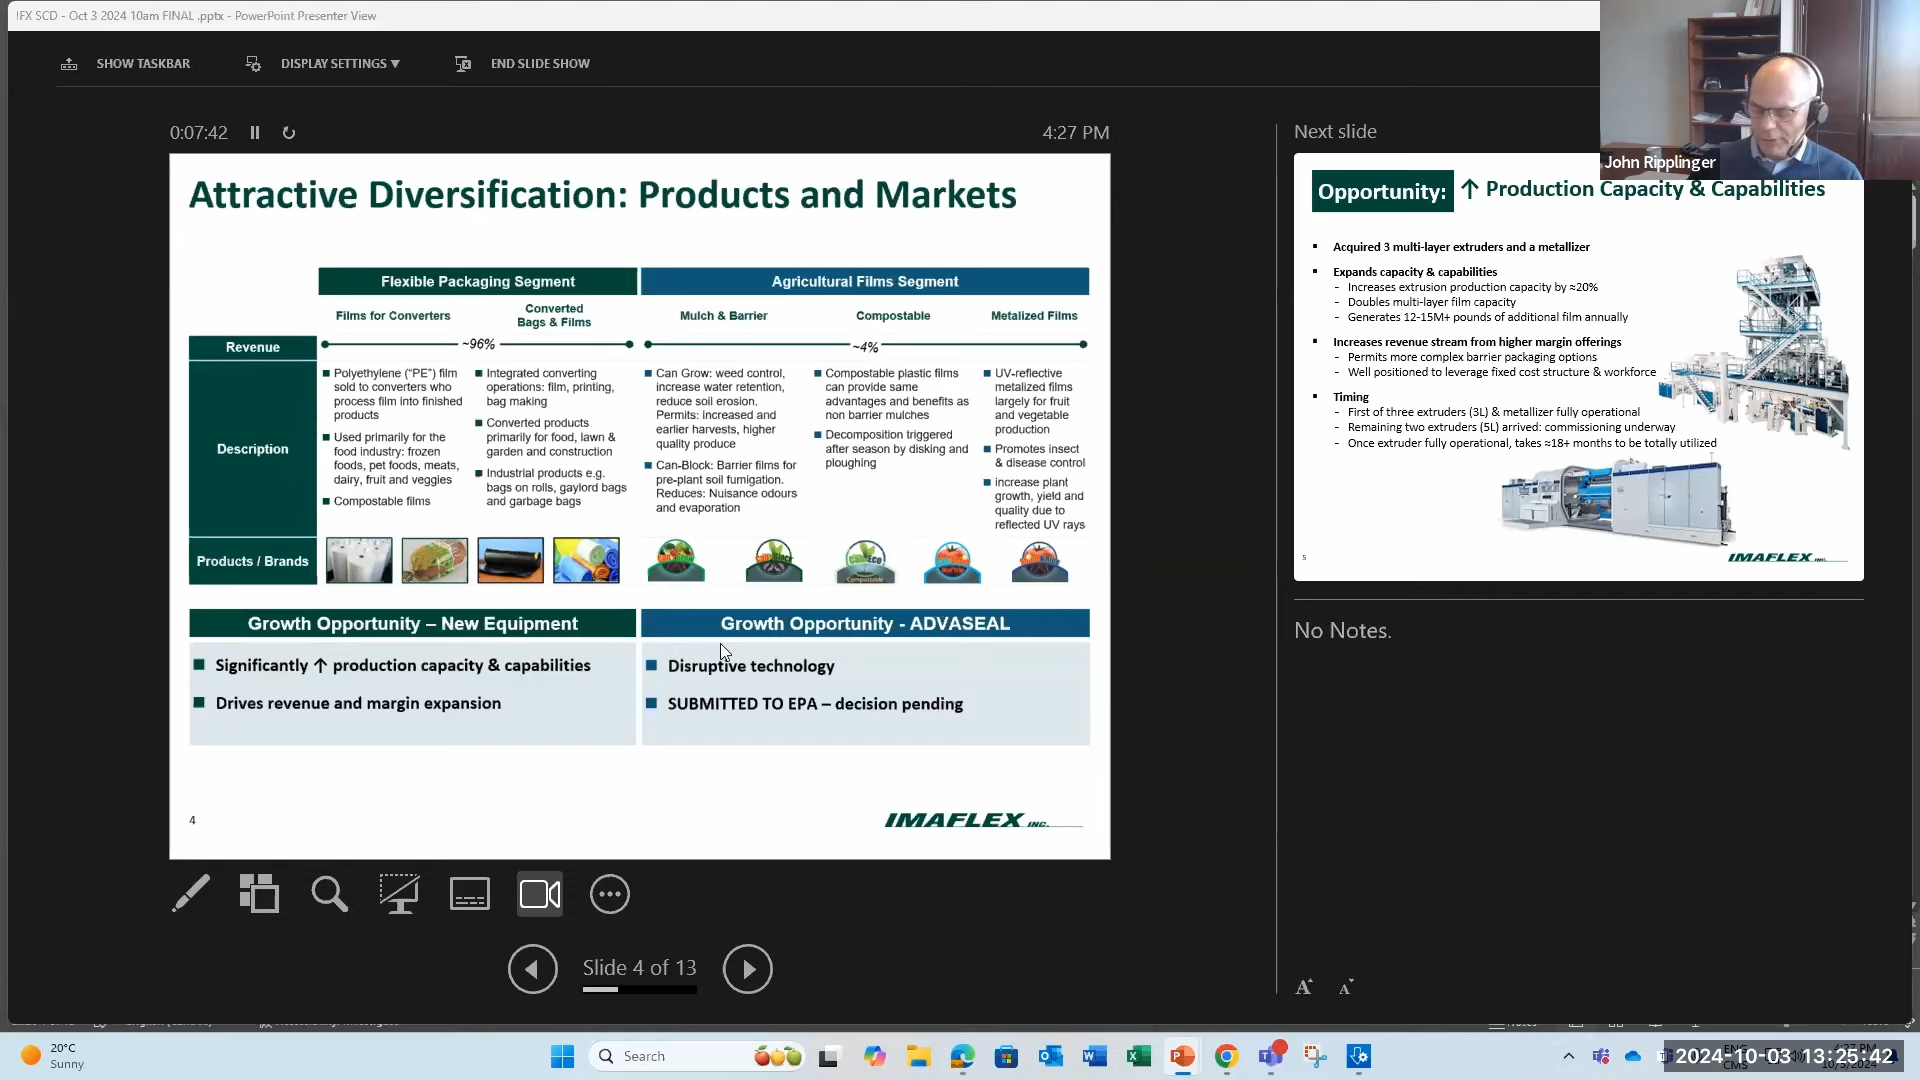 IFX SCD - Oct 3 2024 10am FINAL .pptx - PowerPoint Presenter View
SHOW TASKBAR
DISPLAY SETTINGS ▼
END SLIDE SHOW
0:07:42
4:27 PM
Attractive Diversification: Products and Markets
Flexible Packaging Segment
Agricultural Films Segment
Films for Converters
Converted
Bags & Films
Mulch & Barrier
Compostable
Metalized Films
Revenue
~96%
~4%
Description
Polyethylene ("PE") film
sold to converters who
process film into finished
products
Used primarily for the
food industry: frozen
foods, pet foods, meats,
dairy, fruit and veggies
Compostable films
Integrated converting
operations: film, printing,
bag making
Converted products
primarily for food, lawn &
garden and construction
Industrial products e.g.
bags on rolls, gaylord bags
and garbage bags
Can Grow: weed control,
increase water retention,
reduce soil erosion.
Permits: increased and
earlier harvests, higher
quality produce
Can-Block: Barrier films for
pre-plant soil fumigation.
Reduces: Nuisance odours
and evaporation
Compostable plastic films
can provide same
advantages and benefits as
non barrier mulches
Decomposition triggered
after season by disking and
ploughing
UV-reflective
metalized films
largely for fruit
and vegetable
production
Promotes insect
& disease control
increase plant
growth, yield and
quality due to
reflected UV rays
Products / Brands
Compostable
Growth Opportunity – New Equipment
Growth Opportunity - ADVASEAL
Significantly ↑ production capacity & capabilities
Drives revenue and margin expansion
Disruptive technology
SUBMITTED TO EPA – decision pending
4
IMAFLEX INC.
Slide 4 of 13
Next slide
John Ripplinger
Opportunity: ↑ Production Capacity & Capabilities
Acquired 3 multi-layer extruders and a metallizer
Expands capacity & capabilities
- Increases extrusion production capacity by ≈20%
- Doubles multi-layer film capacity
- Generates 12-15M+ pounds of additional film annually
Increases revenue stream from higher margin offerings
- Permits more complex barrier packaging options
- Well positioned to leverage fixed cost structure & workforce
Timing
- First of three extruders (3L) & metallizer fully operational
- Remaining two extruders (5L) arrived: commissioning underway
- Once extruder fully operational, takes ≈18+ months to be totally utilized
5
IMAFLEX INC.
No Notes.
A A
20°C
Sunny
Search
2024-10-03 13:25:42